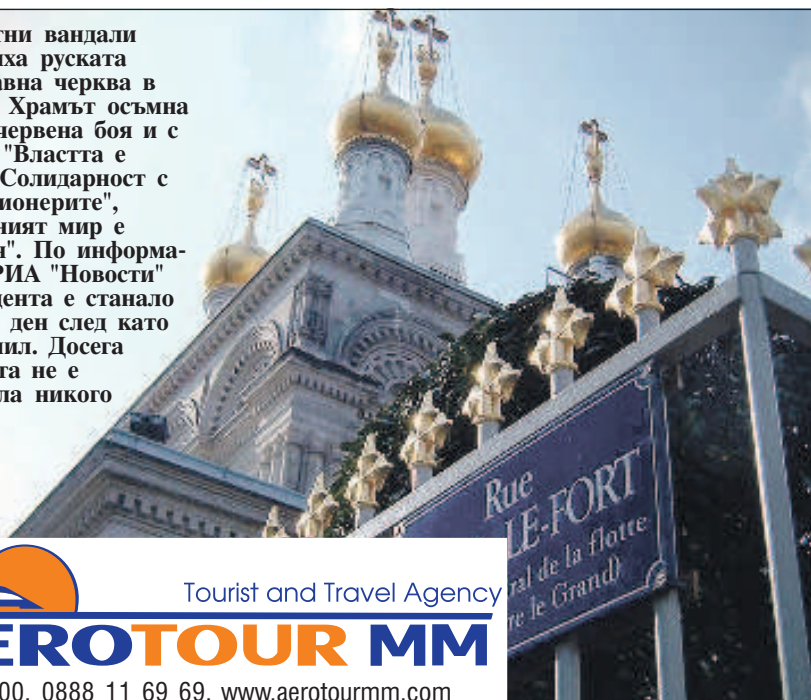 тни вандали
иха руската
авна черква в
Храмът осъмна
червена боя и с
"Властта е
Солидарност с
ционерите",
ният мир е
н". По информа-
РИА "Новости"
дента е станало
ден след като
нил. Досега
та не е
ла никого
Rue
LE-FORT
ral de la flotte
re le Grand)
Tourist and Travel Agency
EROTOUR MM
00, 0888 11 69 69, www.aerotourmm.com